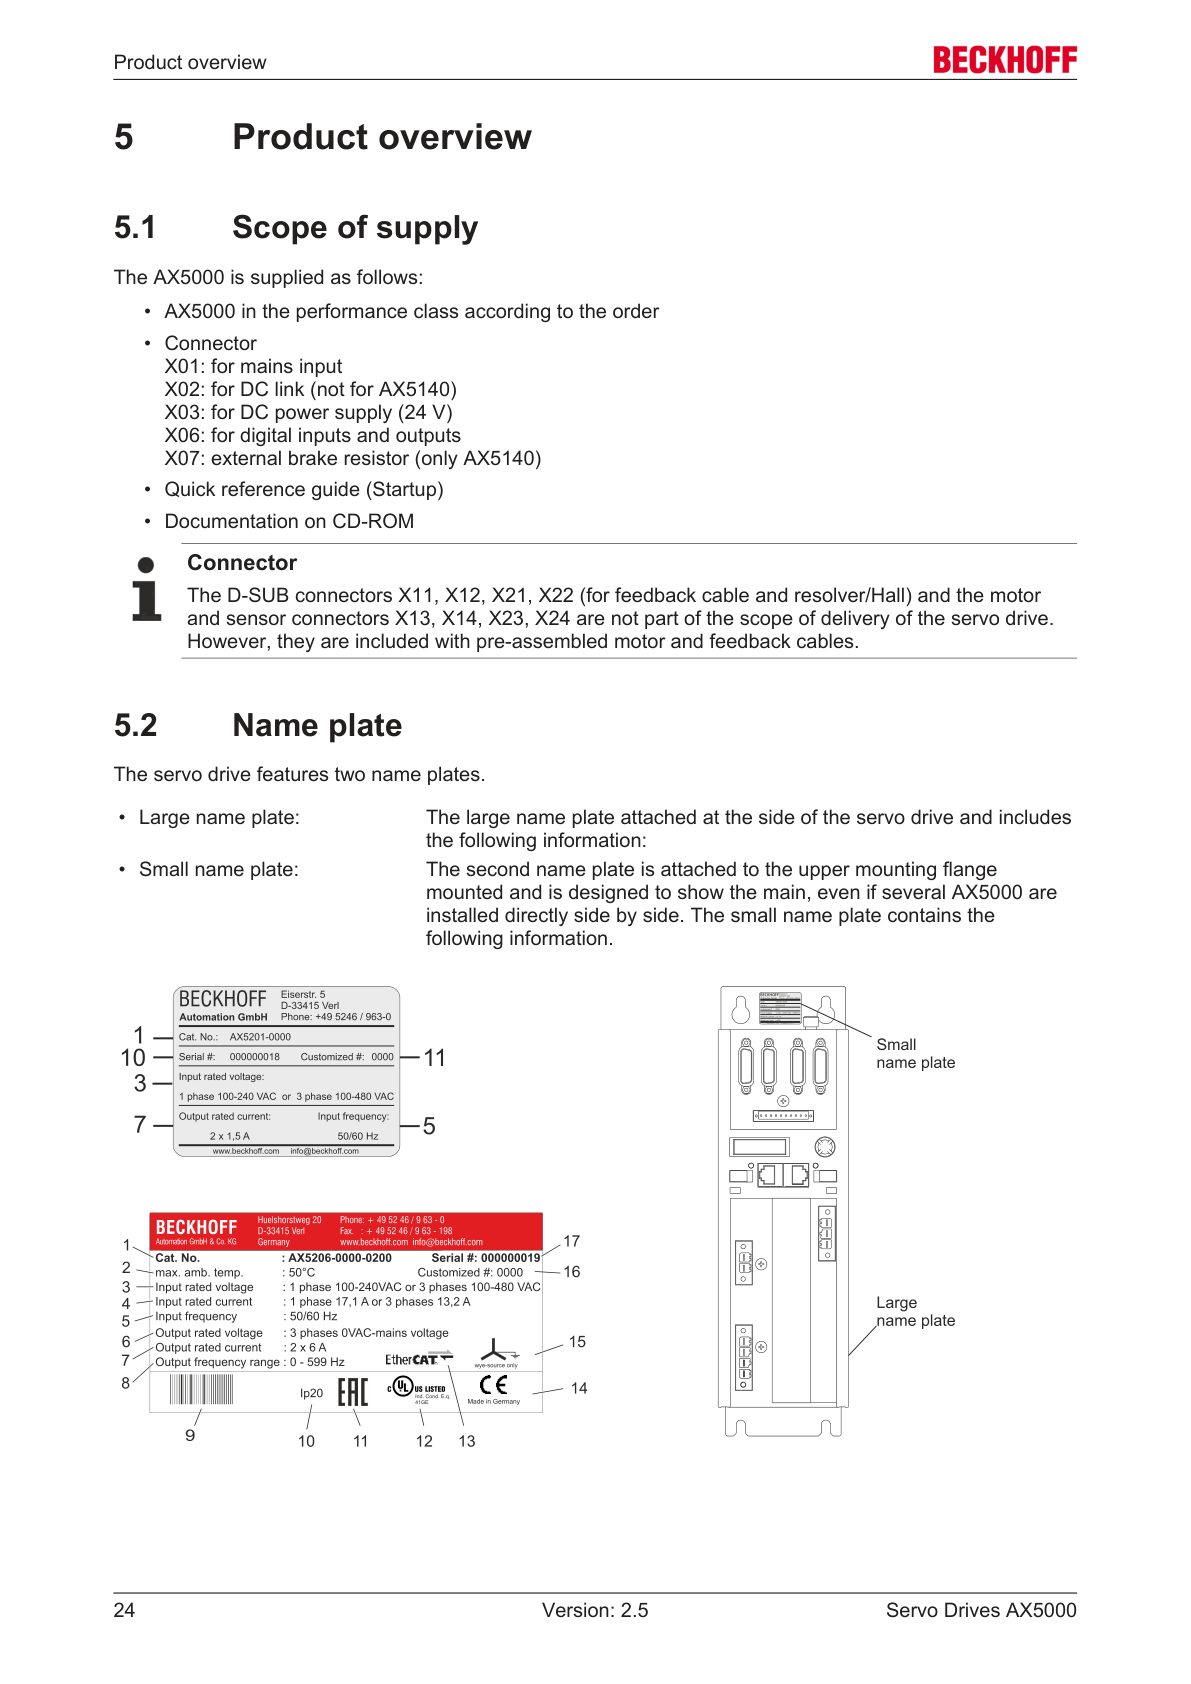 Product overview
BECKHOFF
5 Product overview
5.1 Scope of supply
The AX5000 is supplied as follows:
• AX5000 in the performance class according to the order
• Connector
X01: for mains input
X02: for DC link (not for AX5140)
X03: for DC power supply (24 V)
X06: for digital inputs and outputs
X07: external brake resistor (only AX5140)
• Quick reference guide (Startup)
• Documentation on CD-ROM
Connector
The D-SUB connectors X11, X12, X21, X22 (for feedback cable and resolver/Hall) and the motor
and sensor connectors X13, X14, X23, X24 are not part of the scope of delivery of the servo drive.
However, they are included with pre-assembled motor and feedback cables.
5.2 Name plate
The servo drive features two name plates.
• Large name plate: The large name plate attached at the side of the servo drive and includes
the following information:
• Small name plate: The second name plate is attached to the upper mounting flange
mounted and is designed to show the main, even if several AX5000 are
installed directly side by side. The small name plate contains the
following information.
BECKHOFF Eiserstr. 5
D-33415 Verl
Automation GmbH Phone: +49 5246 / 963-0
1 Cat. No.: AX5201-0000
10 Serial #: 000000018 Customized #: 0000 11
3 Input rated voltage:
1 phase 100-240 VAC or 3 phase 100-480 VAC
7 Output rated current: Input frequency: 5
2 x 1,5 A 50/60 Hz
www.beckhoff.com info@beckhoff.com
BECKHOFF
Small
name plate
Large
name plate
BECKHOFF Huelshorstweg 20 Phone: + 49 52 46 / 9 63 - 0
D-33415 Verl Fax. : + 49 52 46 / 9 63 - 198
Automation GmbH & Co. KG Germany www.beckhoff.com info@beckhoff.com
1 Cat. No. : AX5206-0000-0200 Serial #: 000000019 17
2 max. amb. temp. : 50°C Customized #: 0000 16
3 Input rated voltage : 1 phase 100-240VAC or 3 phases 100-480 VAC
4 Input rated current : 1 phase 17,1 A or 3 phases 13,2 A
5 Input frequency : 50/60 Hz
6 Output rated voltage : 3 phases 0VAC-mains voltage 15
7 Output rated current : 2 x 6 A
8 Output frequency range : 0 - 599 Hz EtherCAT wye-source only
Ip20 EAC C UL US LISTED CE 14
Ind. Cond. E.q.
41GE Made in Germany
9 10 11 12 13
24 Version: 2.5 Servo Drives AX5000